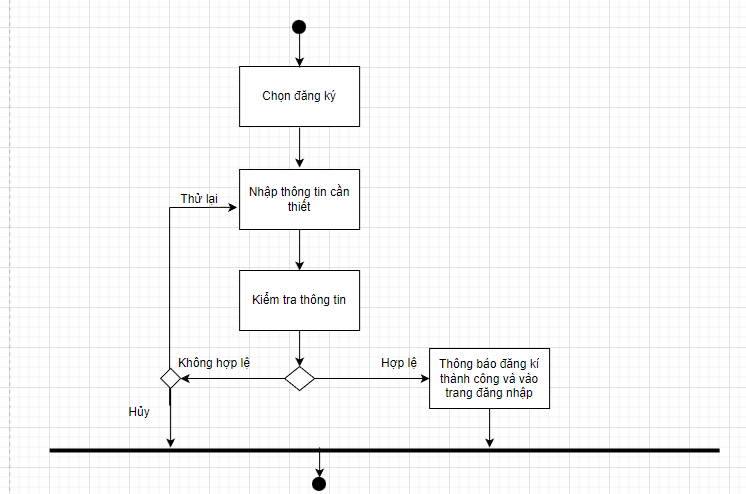 Chọn đăng ký
Nhập thông tin cần
thiết
Thử lại
Kiểm tra thông tin
Không hợp lệ
Hợp lệ
Thông báo đăng kí
thành công và vào
trang đăng nhập
Hủy